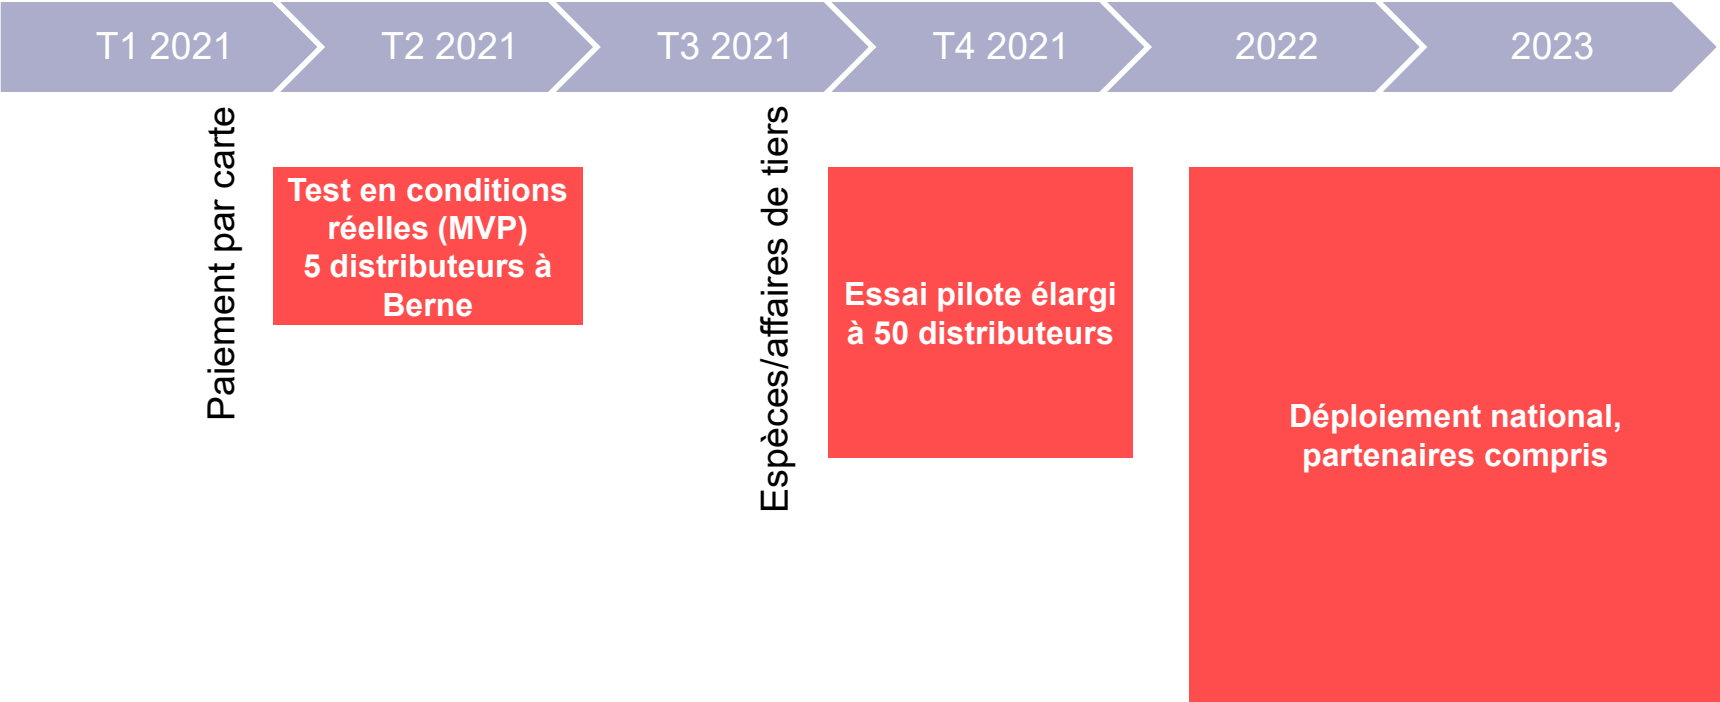 T1 2021
T2 2021
T3 2021
T4 2021
2022
2023
Paiement par carte
Test en conditions
réelles (MVP)
5 distributeurs à
Berne
Espèces/affaires de tiers
Essai pilote élargi
à 50 distributeurs
Déploiement national,
partenaires compris